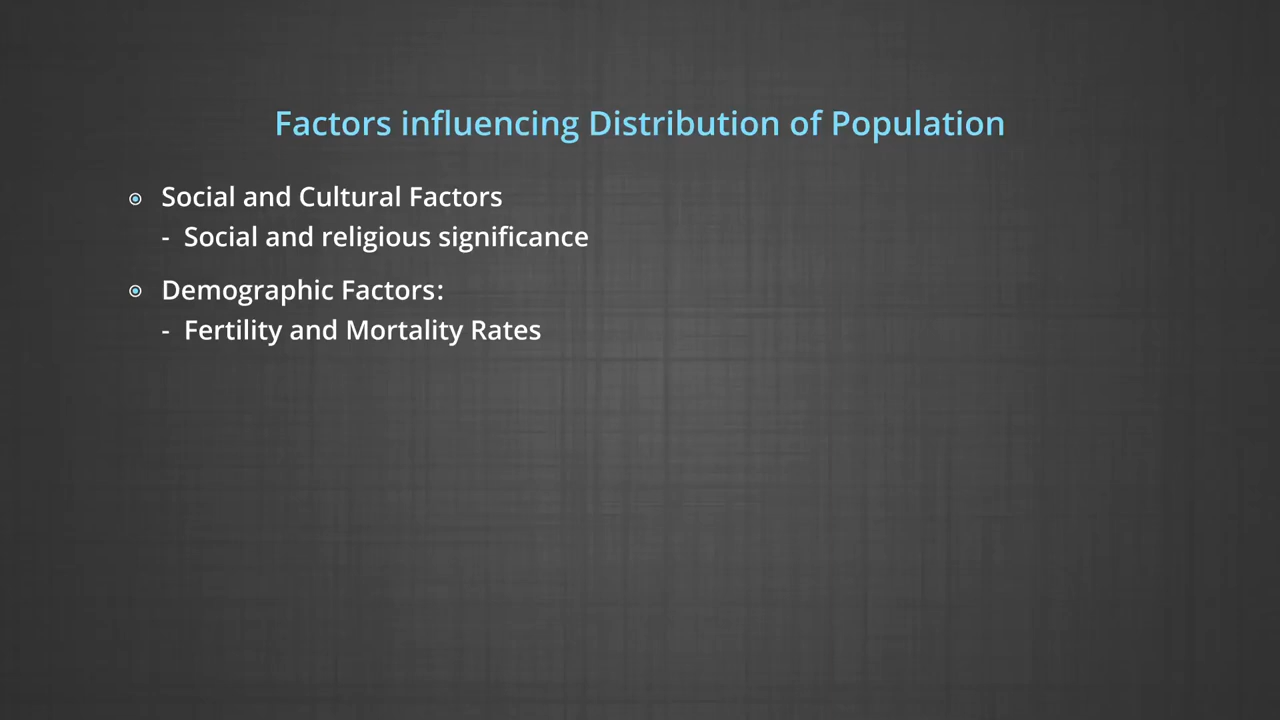 Factors influencing Distribution of Population
Social and Cultural Factors
- Social and religious significance
Demographic Factors:
- Fertility and Mortality Rates